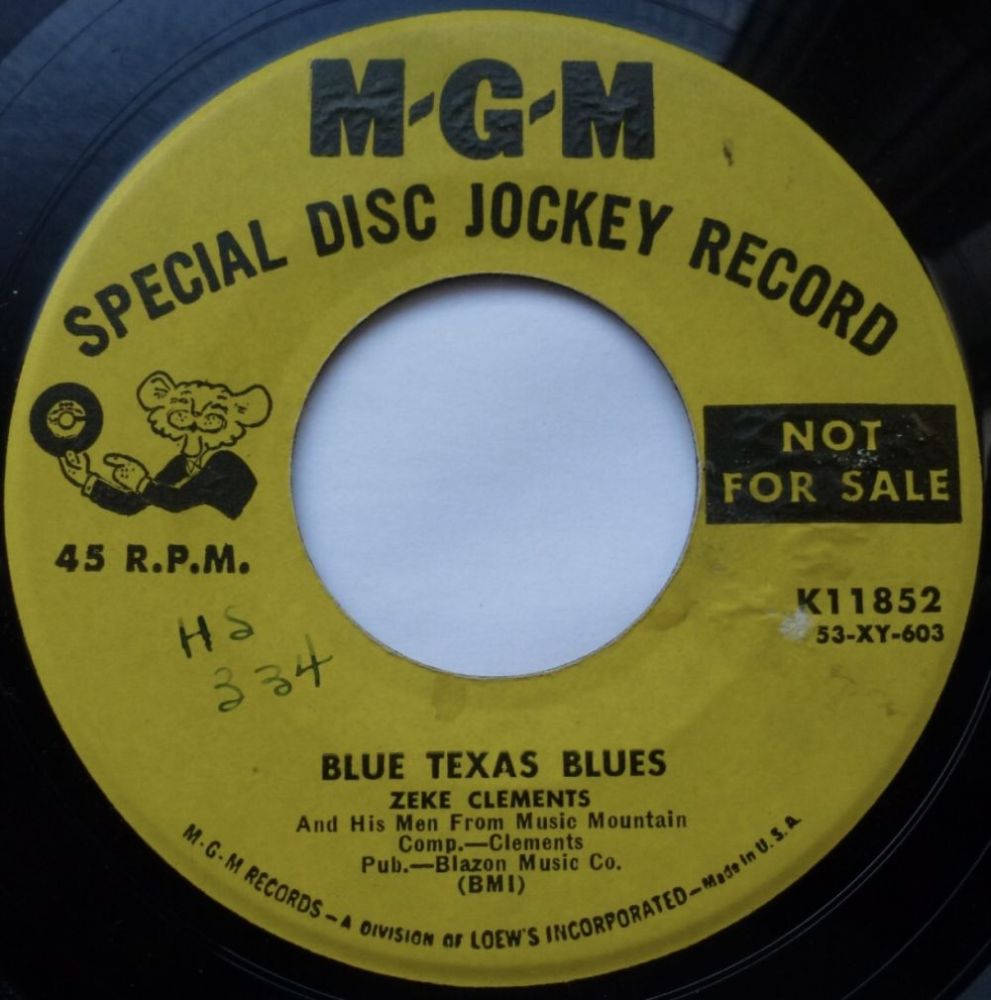 M-G-M
SPECIAL DISC JOCKEY RECORD
NOT
FOR SALE
45 R.P.M.
K11852
53-XY-603
HS
334
BLUE TEXAS BLUES
ZEKE CLEMENTS
And His Men From Music Mountain
Comp.—Clements
Pub.—Blazon Music Co.
(BMI)
M-G-M RECORDS—A DIVISION OF LOEW'S INCORPORATED—Made In U.S.A.